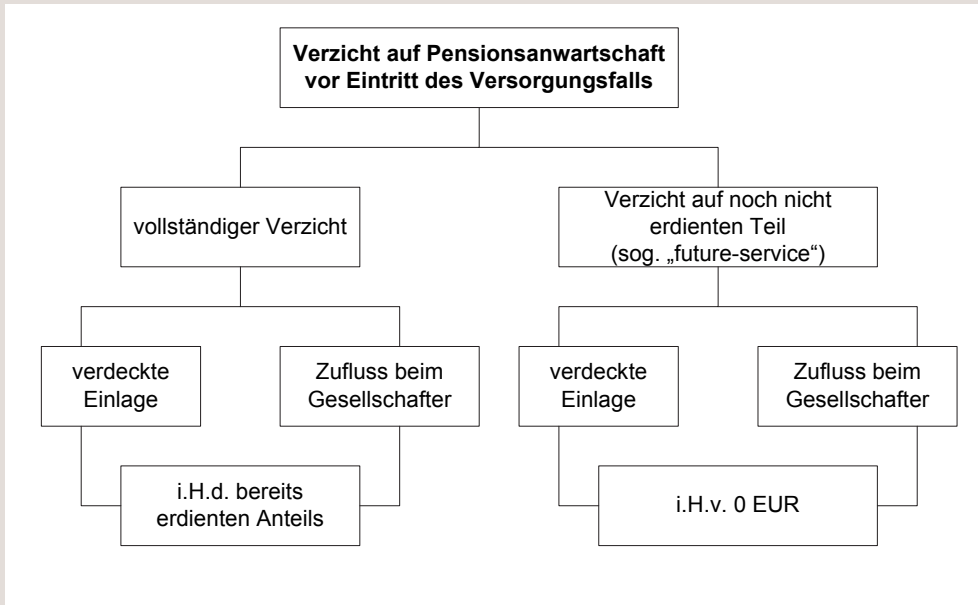 Verzicht auf Pensionsanwartschaft
vor Eintritt des Versorgungsfalls
vollständiger Verzicht
Verzicht auf noch nicht
erdienten Teil
(sog. „future-service“)
verdeckte
Einlage
Zufluss beim
Gesellschafter
verdeckte
Einlage
Zufluss beim
Gesellschafter
i.H.d. bereits
erdienten Anteils
i.H.v. 0 EUR